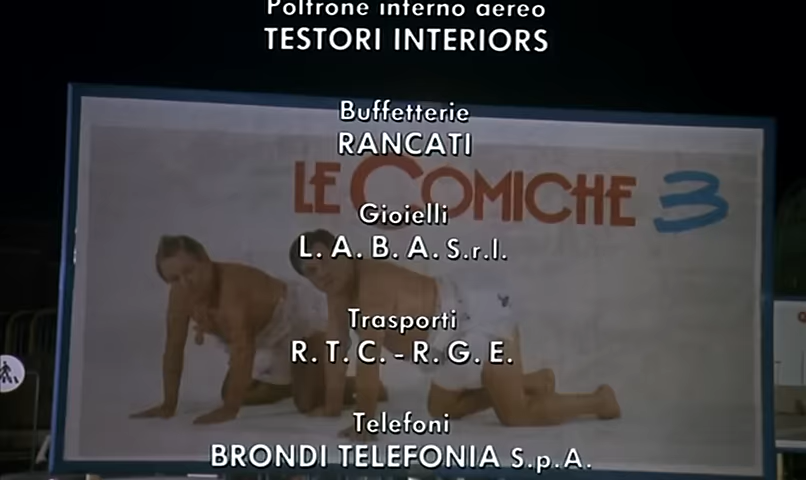 Poltrone interno aereo
TESTORI INTERIORS
Buffetterie
RANCATI
LE COMICHE 3
Gioielli
L. A. B. A. S.r.l.
Trasporti
R. T. C. - R. G. E.
Telefoni
BRONDI TELEFONIA S.p.A.